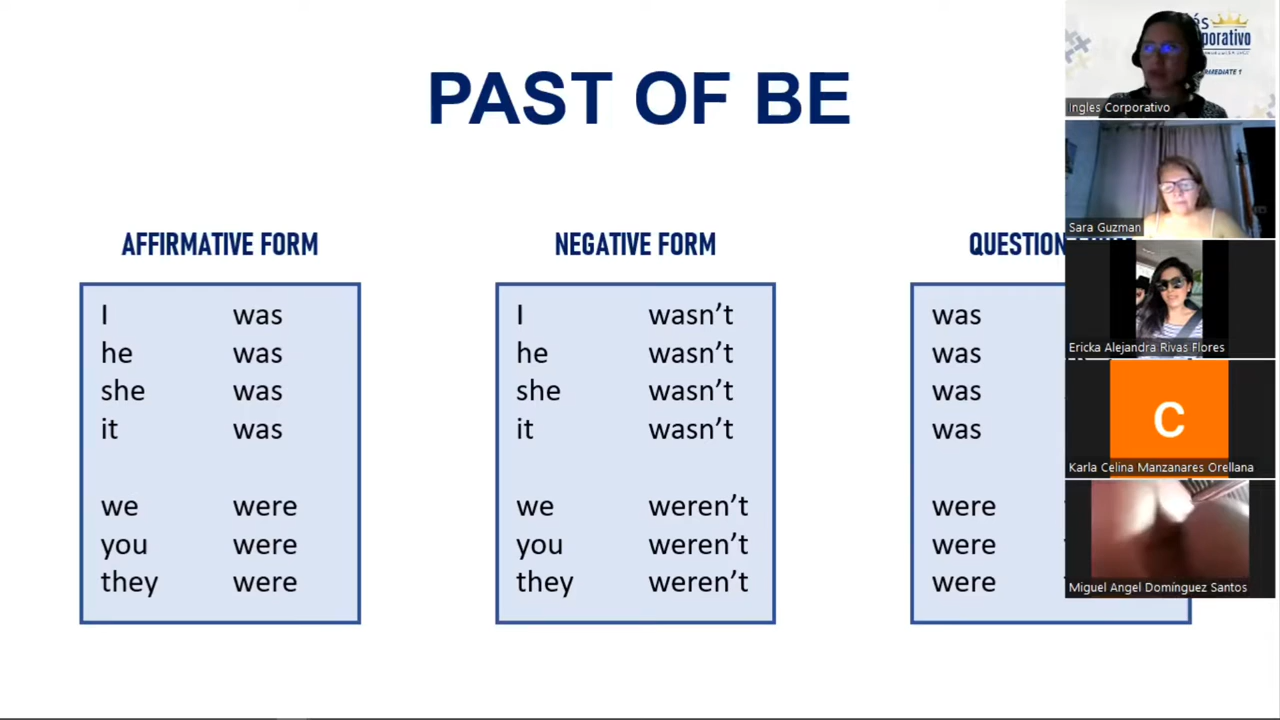 PAST OF BE
AFFIRMATIVE FORM
I was
he was
she was
it was
we were
you were
they were
NEGATIVE FORM
I wasn't
he wasn't
she wasn't
it wasn't
we weren't
you weren't
they weren't
QUESTION
was
was
was
was
were
were
were
Ingles Corporativo
Sara Guzman
Ericka Alejandra Rivas Flores
C
Karla Celina Manzanares Orellana
Miguel Angel Domínguez Santos